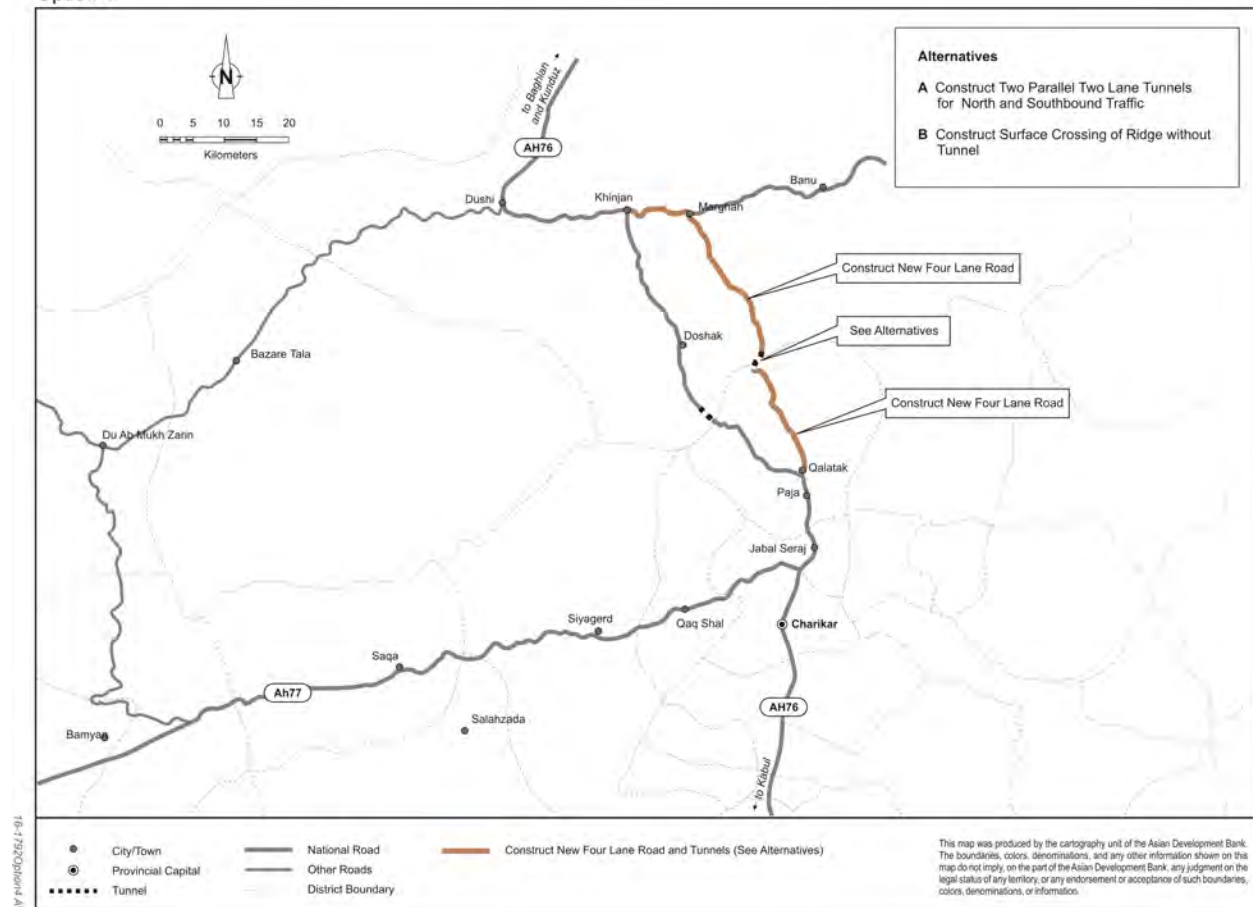 N
0 5 10 15 20
Kilometers
to Baghlan
and Kunduz
AH76
Alternatives
A Construct Two Parallel Two Lane Tunnels
for North and Southbound Traffic
B Construct Surface Crossing of Ridge without
Tunnel
Banu
Dushi
Khinjan
Marghah
Construct New Four Lane Road
See Alternatives
Doshak
Bazare Tala
Construct New Four Lane Road
Du Ab Mukh Zarin
Qalatak
Paja
Jabal Seraj
Qaq Shal
Siyagerd
Charikar
Saqa
Ah77
AH76
Salahzada
Bamyan
to Kabul
City/Town
Provincial Capital
Tunnel
National Road
Other Roads
District Boundary
Construct New Four Lane Road and Tunnels (See Alternatives)
This map was produced by the cartography unit of the Asian Development Bank.
The boundaries, colors, denominations, and any other information shown on this
map do not imply, on the part of the Asian Development Bank, any judgment on the
legal status of any territory, or any endorsement or acceptance of such boundaries,
colors, denominations, or information.